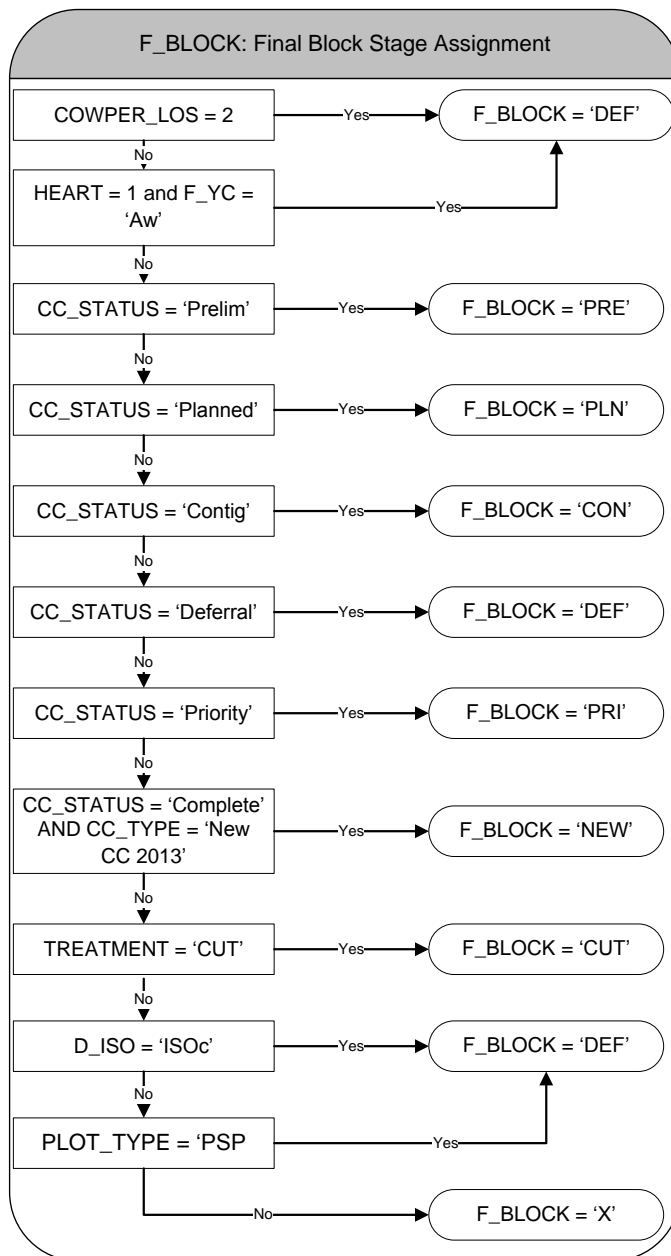 F_BLOCK: Final Block Stage Assignment
COWPER_LOS = 2
Yes
F_BLOCK = ‘DEF’
No
HEART = 1 and F_YC =
‘Aw’
Yes
No
CC_STATUS = ‘Prelim’
Yes
F_BLOCK = ‘PRE’
No
CC_STATUS = ‘Planned’
Yes
F_BLOCK = ‘PLN’
No
CC_STATUS = ‘Contig’
Yes
F_BLOCK = ‘CON’
No
CC_STATUS = ‘Deferral’
Yes
F_BLOCK = ‘DEF’
No
CC_STATUS = ‘Priority’
Yes
F_BLOCK = ‘PRI’
No
CC_STATUS = ‘Complete’
AND CC_TYPE = ‘New
CC 2013’
Yes
F_BLOCK = ‘NEW’
No
TREATMENT = ‘CUT’
Yes
F_BLOCK = ‘CUT’
No
D_ISO = ‘ISOc’
Yes
F_BLOCK = ‘DEF’
No
PLOT_TYPE = ‘PSP
Yes
No
F_BLOCK = ‘X’